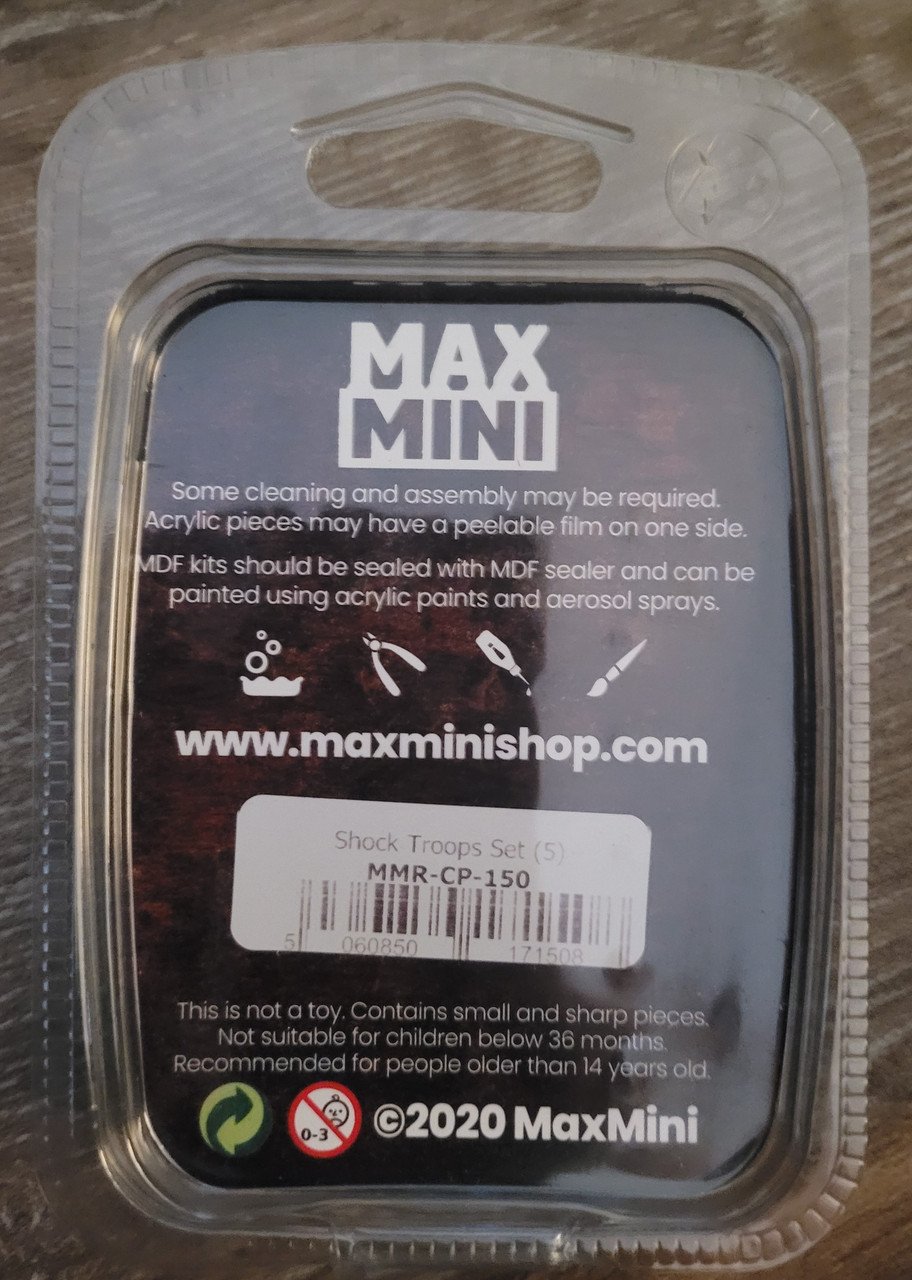 MAX
MINI
Some cleaning and assembly may be required.
Acrylic pieces may have a peelable film on one side.
MDF kits should be sealed with MDF sealer and can be
painted using acrylic paints and aerosol sprays.
www.maxminishop.com
Shock Troops Set (5)
MMR-CP-150
5 060850 171508
This is not a toy. Contains small and sharp pieces.
Not suitable for children below 36 months.
Recommended for people older than 14 years old.
0-3
©2020 MaxMini